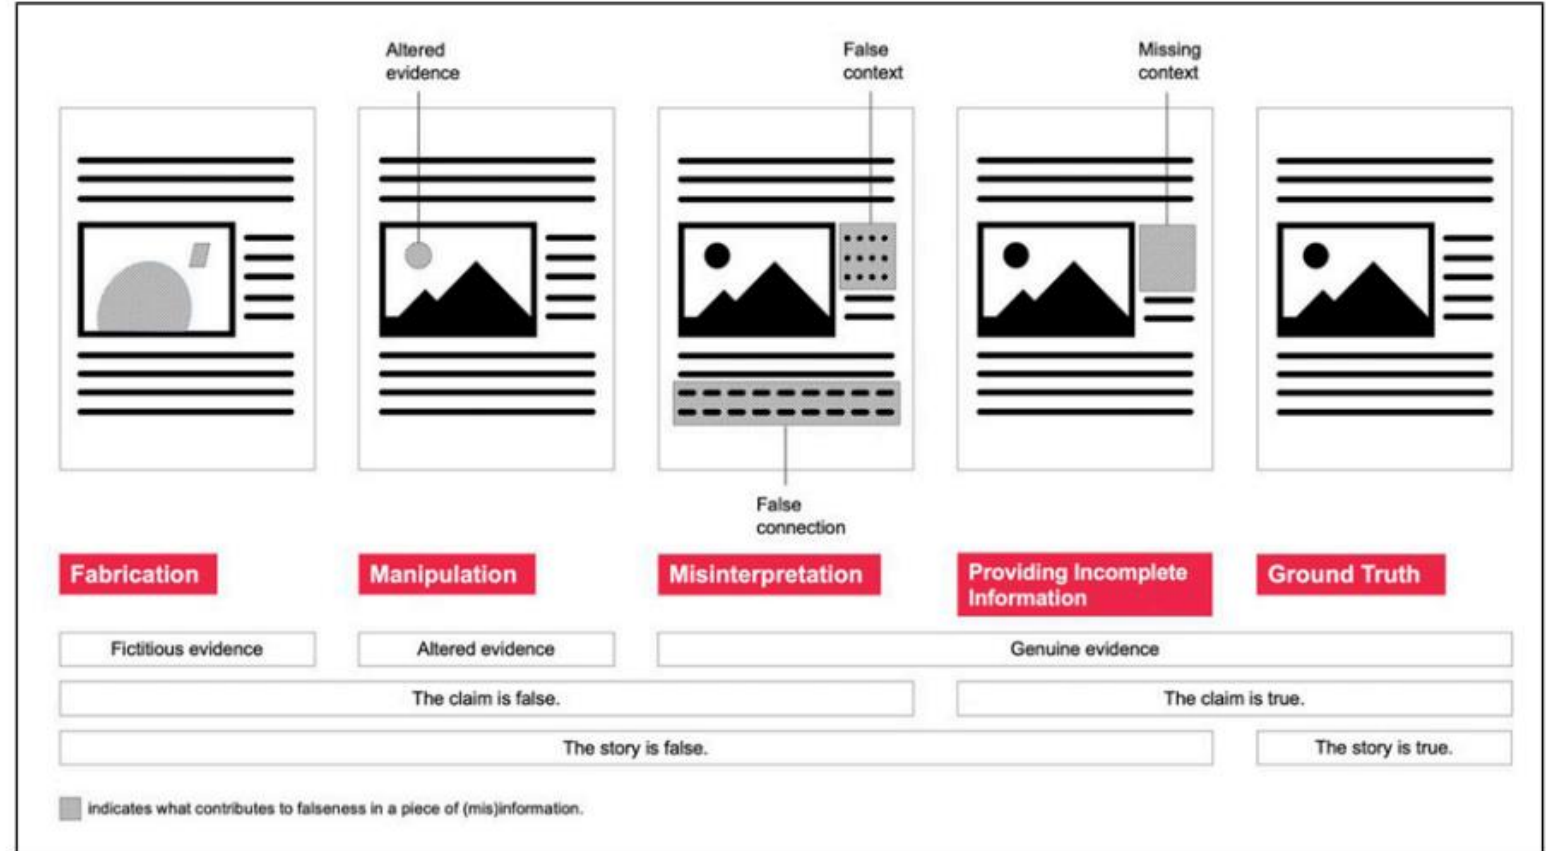 Altered
evidence
False
context
Missing
context
False
connection
Fabrication
Manipulation
Misinterpretation
Providing Incomplete
Information
Ground Truth
Fictitious evidence
Altered evidence
Genuine evidence
The claim is false.
The claim is true.
The story is false.
The story is true.
indicates what contributes to falseness in a piece of (mis)information.